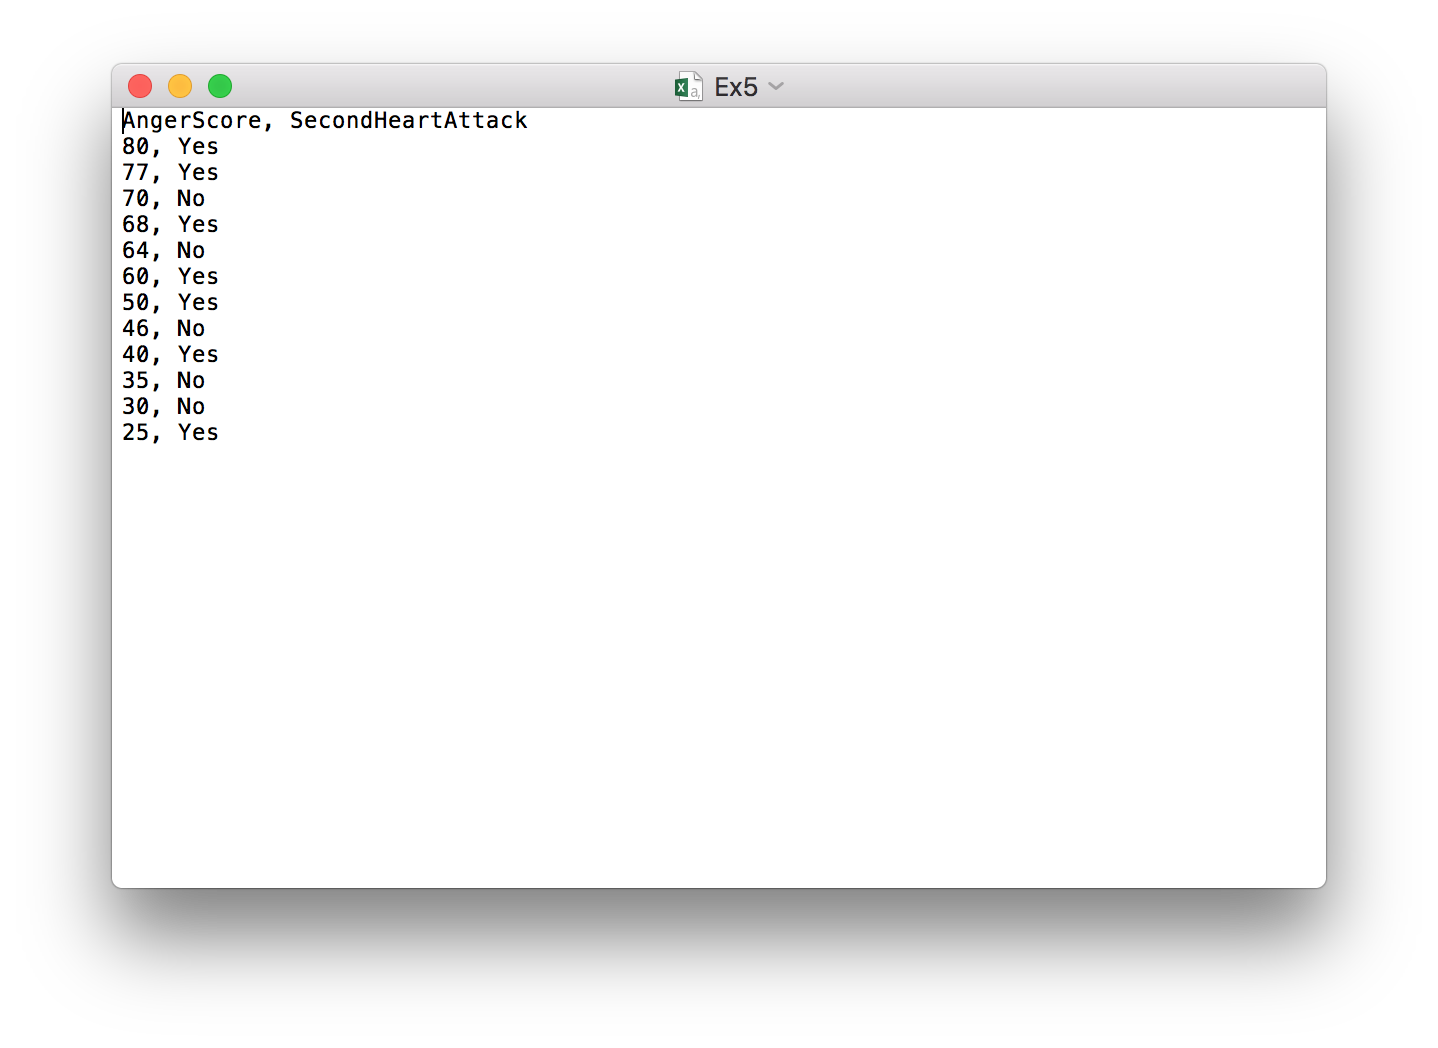 Ex5
AngerScore, SecondHeartAttack
80, Yes
77, Yes
70, No
68, Yes
64, No
60, Yes
50, Yes
46, No
40, Yes
35, No
30, No
25, Yes